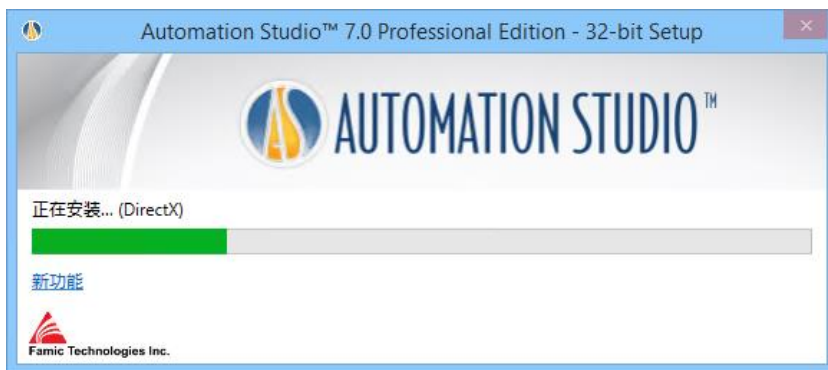 Automation Studio™ 7.0 Professional Edition - 32-bit Setup
AUTOMATION STUDIO™
正在安装... (DirectX)
新功能
Famic Technologies Inc.